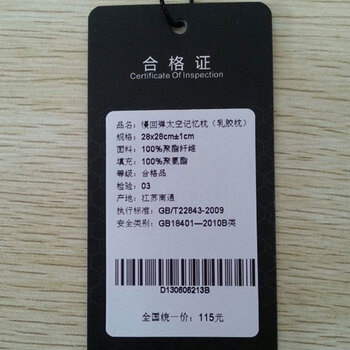 合格证
Certificate Of Inspection
品名：慢回弹太空记忆枕（乳胶枕）
规格：28x28cm±1cm
面料：100%聚酯纤维
填充：100%聚氨酯
等级：合格品
检验：03
产地：江苏南通
执行标准：GB/T22843-2009
安全类别：GB18401—2010B类
D130606213B
全国统一价：115元